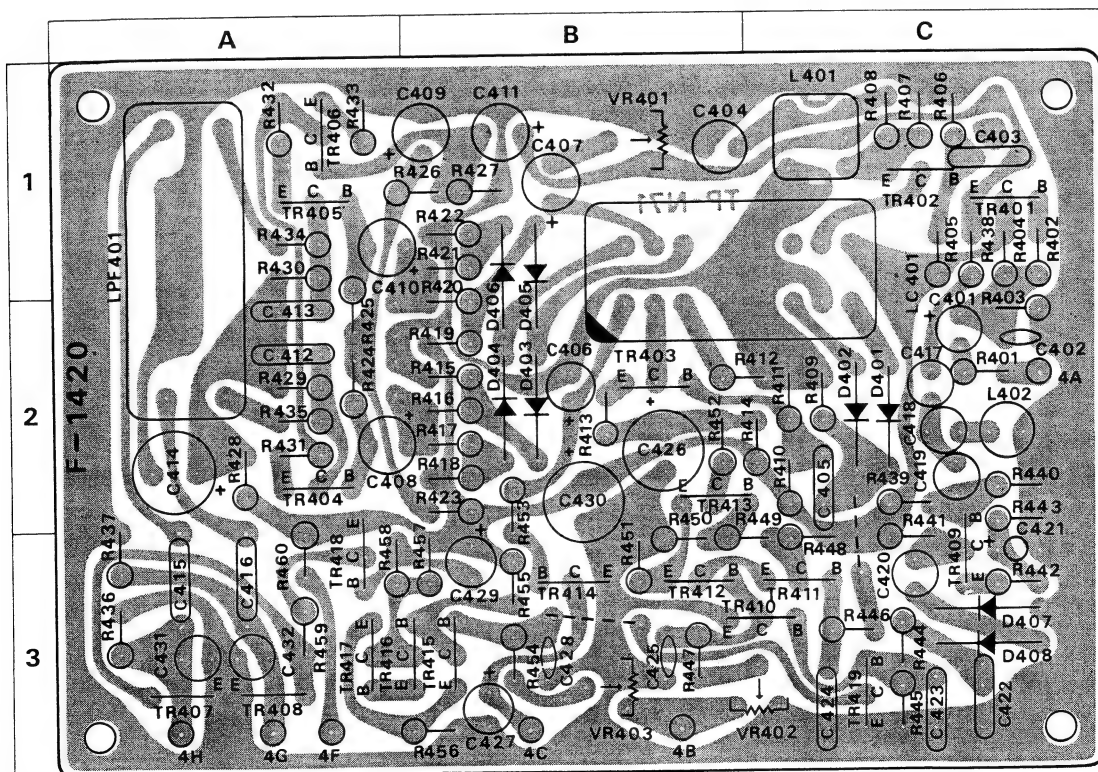 A B C
1
2
3
R432
TR406
B C E
R433
C409
C411
VR401
C404
L401
R408
R407
R406
C403
C407
R426
R427
E C B
TR405
TP-N71
E C B
TR402
E C B
TR401
LPF401
R434
R422
R421
R405
R438
R404
R402
R430
C410
R420
D406
D405
LC401
C401
R403
C413
R425
R419
C412
R424
R415
D404
D403
C406
TR403
E C B
R412
R411
R409
D402
D401
C417
R401
C402
4A
R429
R416
L402
R435
R417
R413
C426
R452
R414
C418
F-1420
R431
R418
C414
R428
E C B
TR404
C408
R423
R453
C430
E C B
TR413
R410
C405
R439
C419
R440
R443
R437
R460
TR418
B C E
R458
R457
R451
R450
R449
R448
R441
TR409
E C B
C421
C415
C416
C429
R455
B C E
TR414
E C B
TR412
E C B
TR411
C420
R442
R436
TR410
E C B
R446
D407
C431
C432
R459
TR417
B C E
TR416
E C B
TR415
E C B
R454
C428
C425
R447
R444
D408
E E
TR407
TR408
C427
VR403
VR402
C424
TR419
E C B
R445
C423
C422
4H
4G
4F
R456
4C
4B